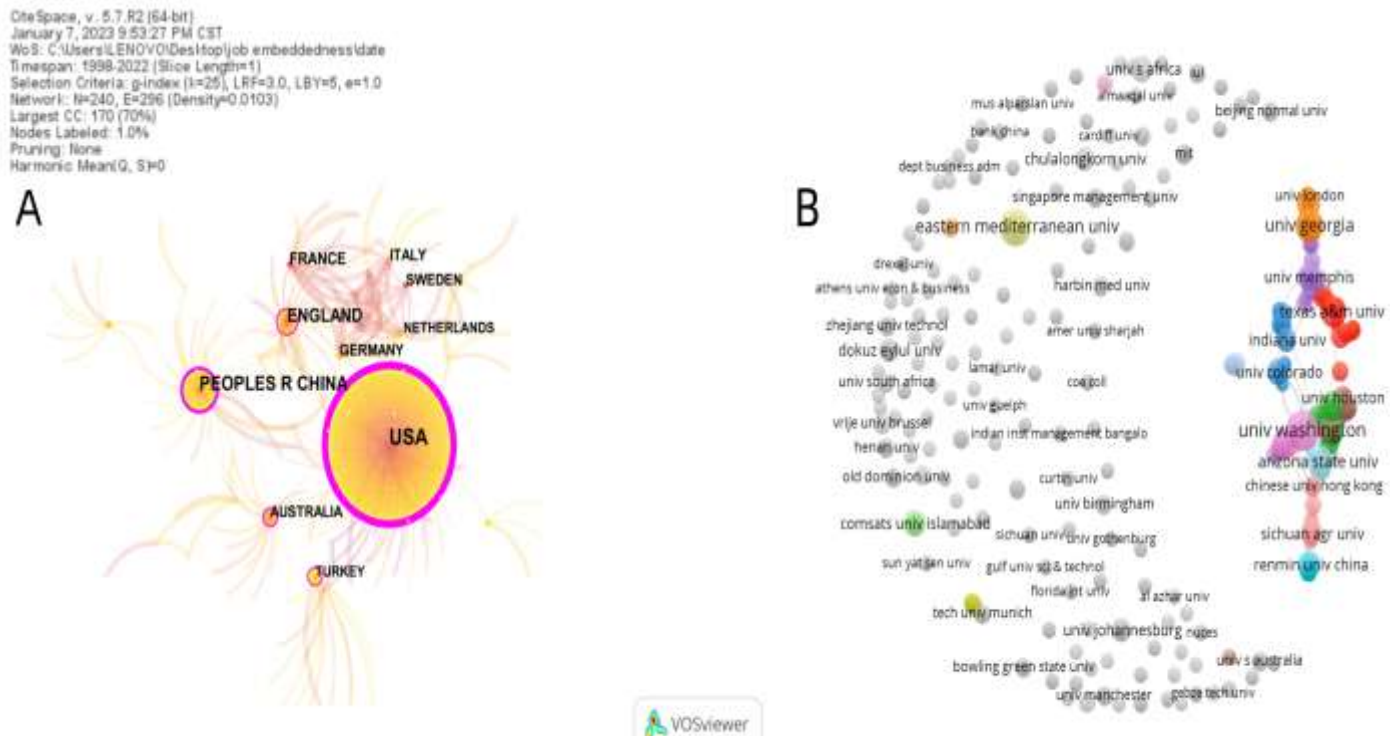 CiteSpace, v. 5.7.R2 (64-bit)
January 7, 2023 9:53:27 PM CST
WoS: C:\Users\LENOVO\Desktop\job embeddedness\date
Timespan: 1998-2022 (Slice Length=1)
Selection Criteria: g-index (k=25), LRF=3.0, LBY=5, e=1.0
Network: N=240, E=296 (Density=0.0103)
Largest CC: 170 (70%)
Nodes Labeled: 1.0%
Pruning: None
Harmonic Mean(Q, S)=0
A
FRANCE
ITALY
SWEDEN
ENGLAND
NETHERLANDS
GERMANY
PEOPLES R CHINA
USA
AUSTRALIA
TURKEY
B
univ s africa
mus alparslan univ
beijing normal univ
bank china
cardiff univ
mit
dept business adm
chulalongkorn univ
singapore management univ
eastern mediterranean univ
drexel univ
athens univ econ & business
harbin med univ
zhejiang univ technol
amer univ sharjah
dokuz eylul univ
lamar univ
univ south africa
coe coll
univ guelph
vrije univ brussel
indian inst management bangalo
henan univ
old dominion univ
curtin univ
univ birmingham
comsats univ islamabad
sichuan univ
univ gothenburg
sun yat sen univ
gulf univ sci & technol
florida int univ
al azhar univ
tech univ munich
univ johannesburg
bowling green state univ
univ s australia
univ manchester
gebze tech univ
univ london
univ georgia
univ memphis
texas a&m univ
indiana univ
univ colorado
univ houston
univ washington
arizona state univ
chinese univ hong kong
sichuan agr univ
renmin univ china
VOSviewer